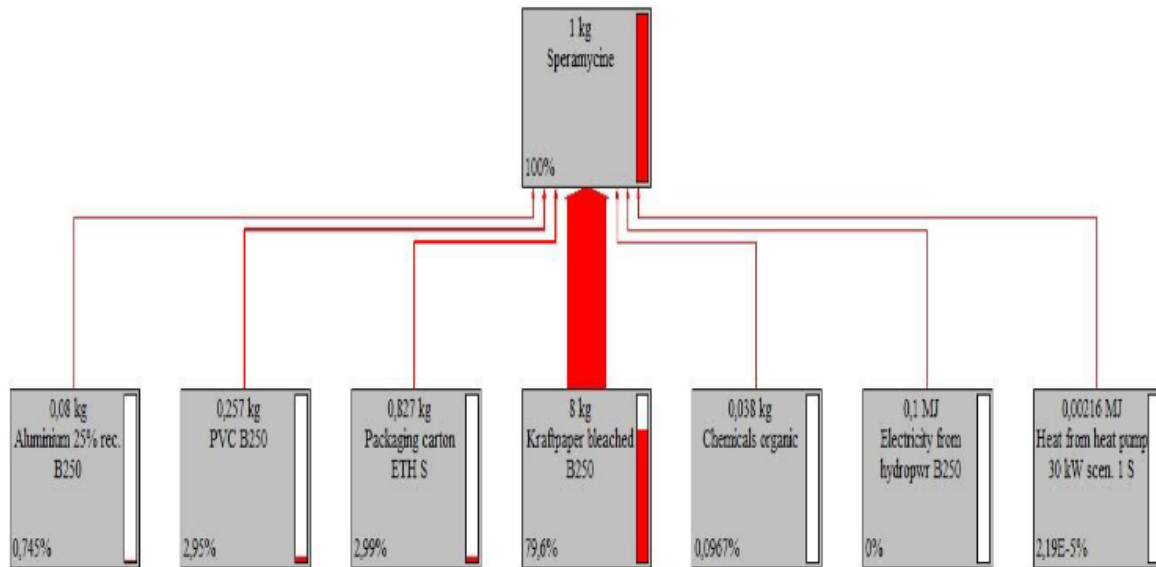 1 kg
Speramycine
100%
0,08 kg
Aluminium 25% rec.
B250
0,745%
0,257 kg
PVC B250
2,95%
0,827 kg
Packaging carton
ETH S
2,99%
8 kg
Kraftpaper bleached
B250
79,6%
0,038 kg
Chemicals organic
0,0967%
0,1 MJ
Electricity from
hydropwr B250
0%
0,00216 MJ
Heat from heat pump
30 kW scen. 1 S
2,19E-5%